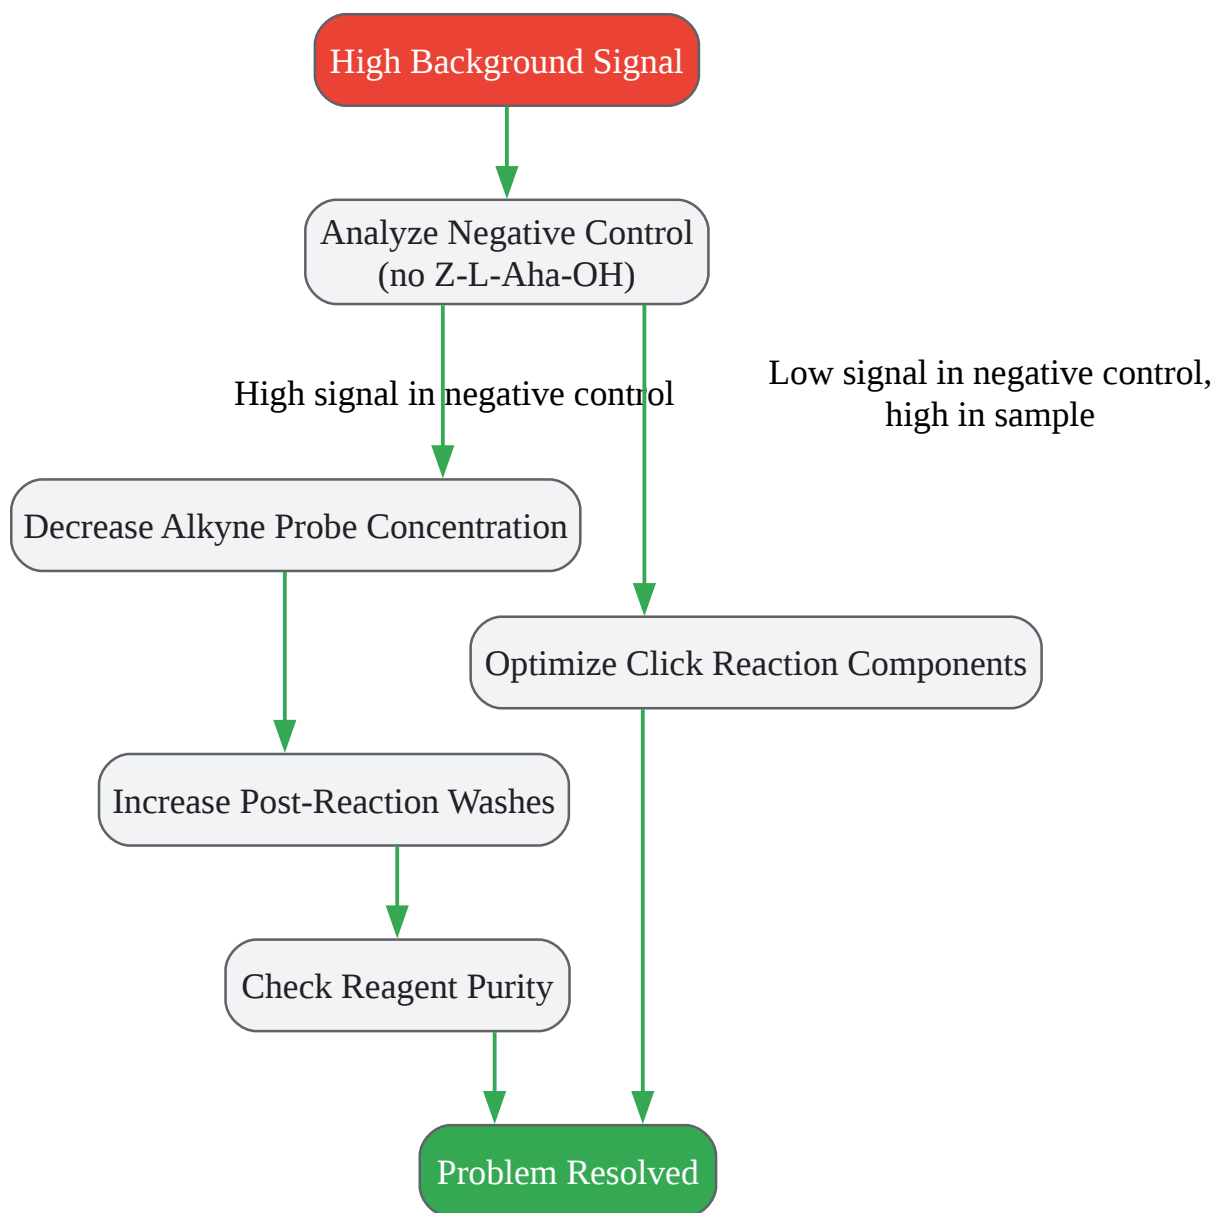 High Background Signal
Analyze Negative Control
(no Z-L-Aha-OH)
High signal in negative control
Low signal in negative control,
high in sample
Decrease Alkyne Probe Concentration
Optimize Click Reaction Components
Increase Post-Reaction Washes
Check Reagent Purity
Problem Resolved